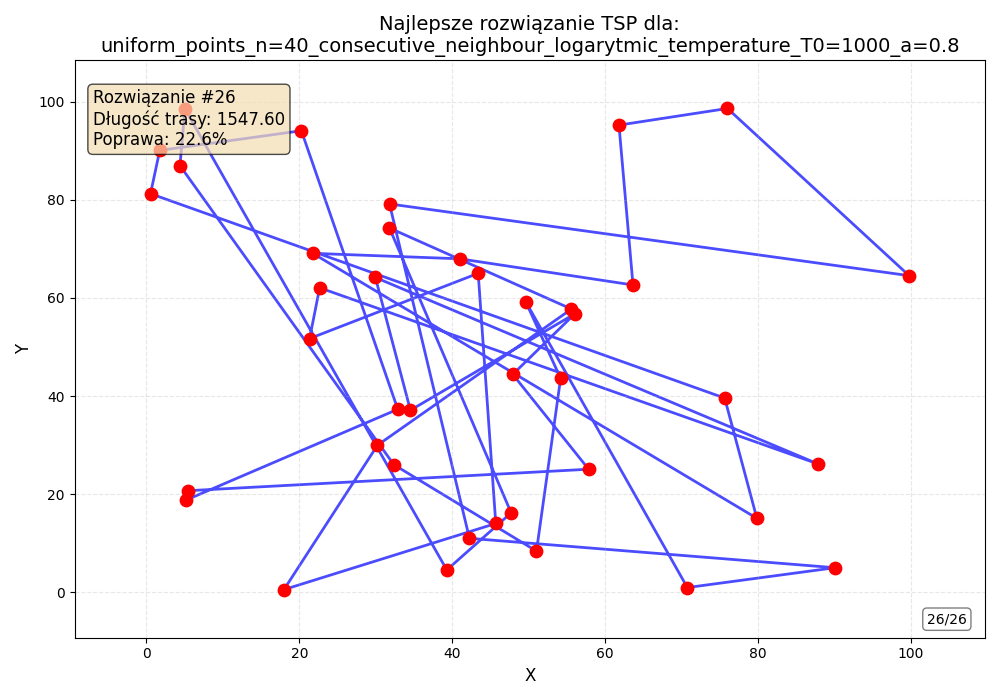 Najlepsze rozwiązanie TSP dla:
uniform_points_n=40_consecutive_neighbour_logarytmic_temperature_T0=1000_a=0.8
Rozwiązanie #26
Długość trasy: 1547.60
Poprawa: 22.6%
100
80
60
40
20
0
Y
26/26
0 20 40 60 80 100
X